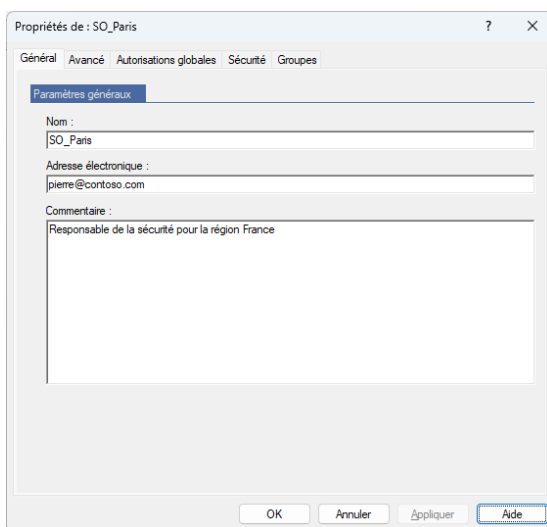 Propriétés de : SO_Paris
?
Général Avancé Autorisations globales Sécurité Groupes
Paramètres généraux
Nom :
SO_Paris
Adresse électronique :
pierre@contoso.com
Commentaire :
Responsable de la sécurité pour la région France
OK Annuler Appliquer Aide